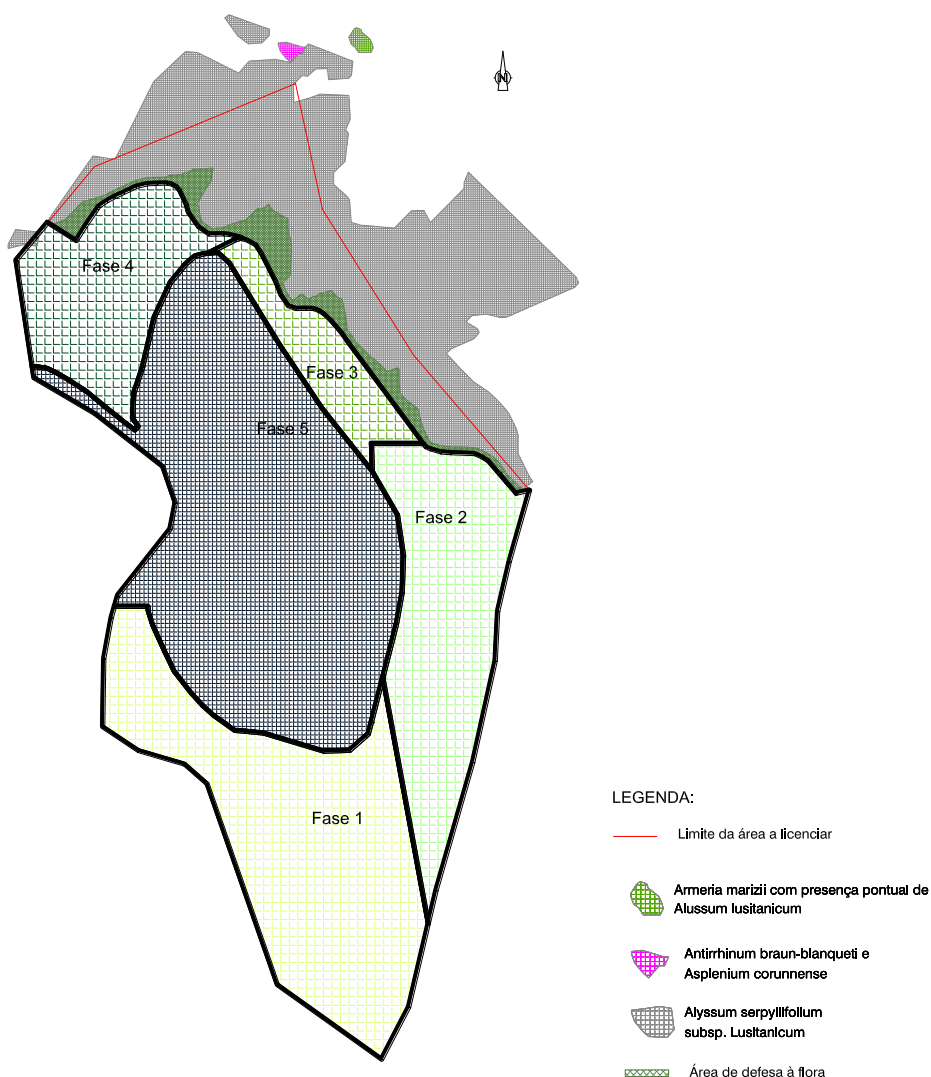 N
Fase 4
Fase 3
Fase 5
Fase 2
Fase 1
LEGENDA:
Limite da área a licenciar
Armeria marizii com presença pontual de
Alussum lusitanicum
Antirrhinum braun-blanqueti e
Asplenium corunnense
Alyssum serpyllifolium
subsp. Lusitanicum
Área de defesa à flora